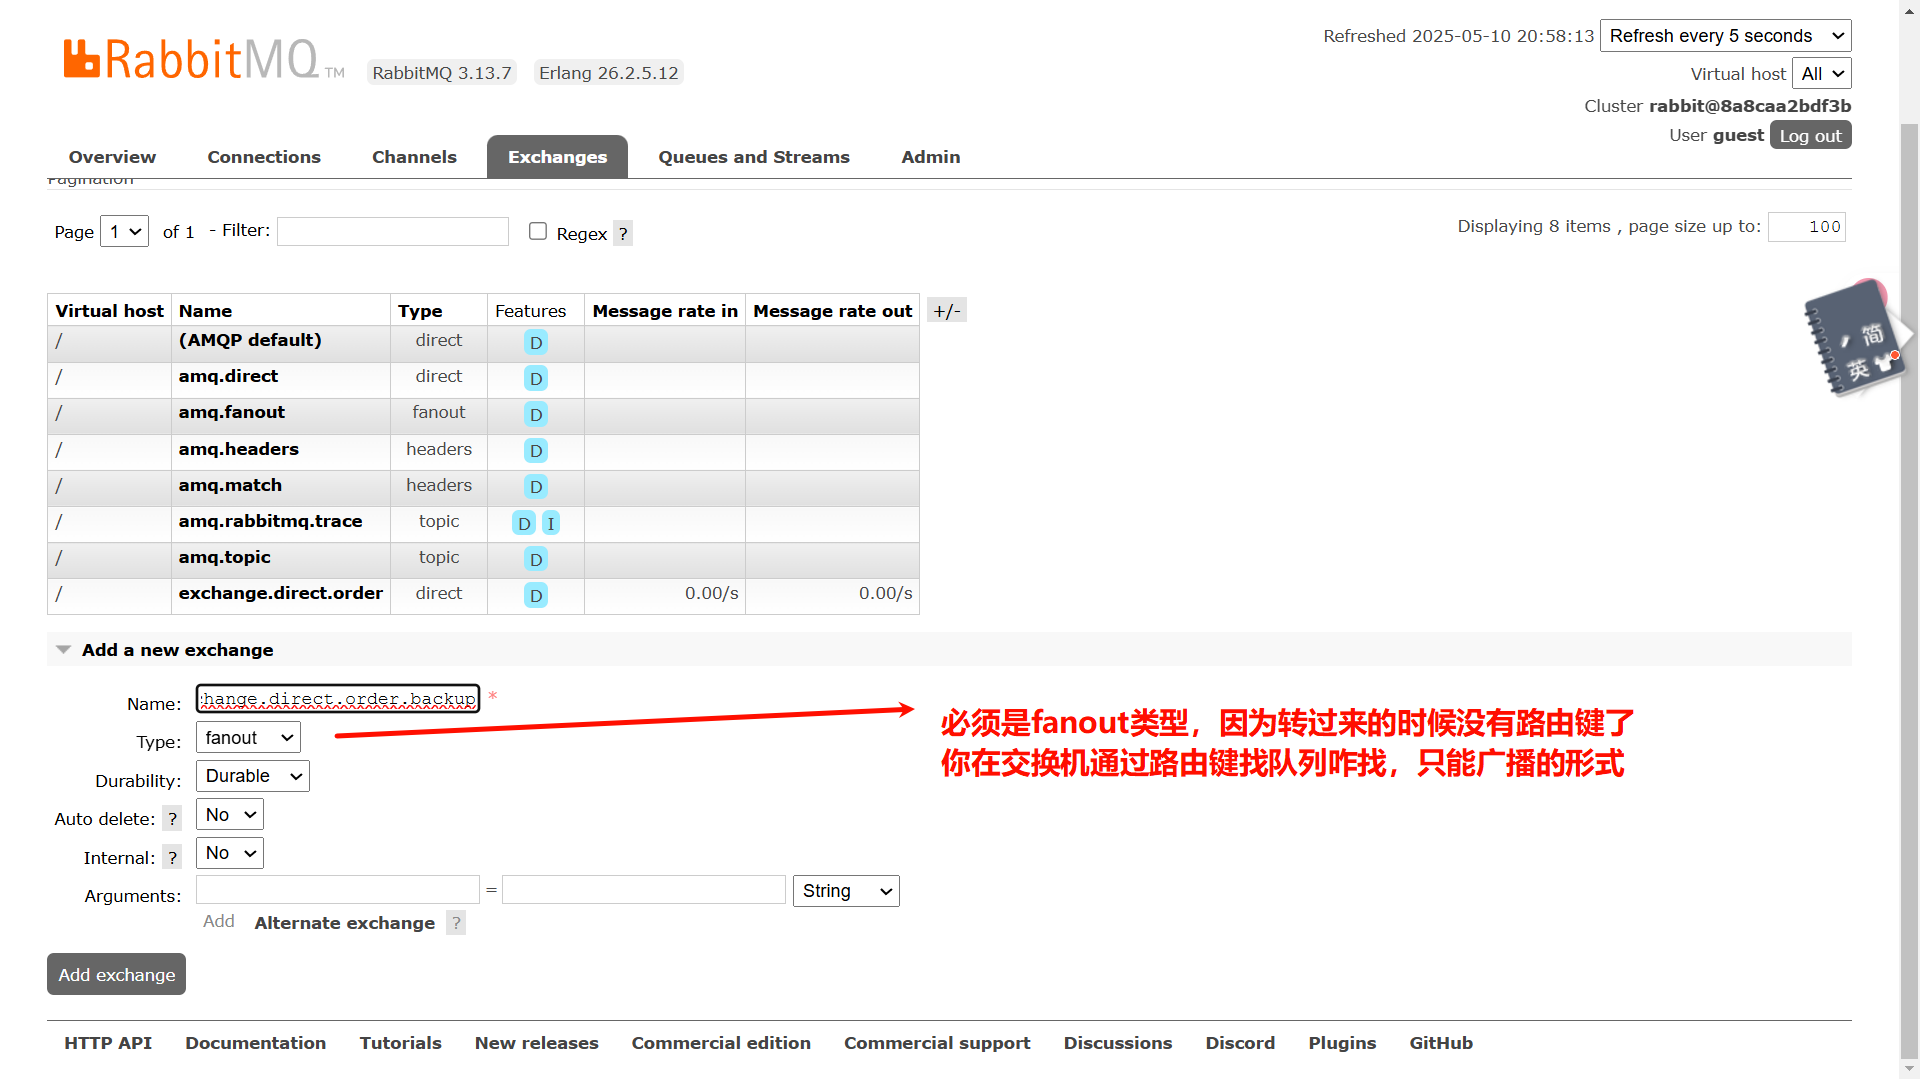 RabbitMQ TM
RabbitMQ 3.13.7
Erlang 26.2.5.12
Refreshed 2025-05-10 20:58:13
Refresh every 5 seconds
Virtual host All
Cluster rabbit@8a8caa2bdf3b
User guest Log out
Overview
Connections
Channels
Exchanges
Queues and Streams
Admin
Pagination
Page 1 of 1 - Filter:
Regex ?
Displaying 8 items , page size up to: 100
Virtual host Name Type Features Message rate in Message rate out +/-
/ (AMQP default) direct D
/ amq.direct direct D
/ amq.fanout fanout D
/ amq.headers headers D
/ amq.match headers D
/ amq.rabbitmq.trace topic D I
/ amq.topic topic D
/ exchange.direct.order direct D 0.00/s 0.00/s
简
英
Add a new exchange
Name: hange.direct.order.backup *
Type: fanout
必须是fanout类型，因为转过来的时候没有路由键了
你在交换机通过路由键找队列咋找，只能广播的形式
Durability: Durable
Auto delete: ? No
Internal: ? No
Arguments: = String
Add Alternate exchange ?
Add exchange
HTTP API
Documentation
Tutorials
New releases
Commercial edition
Commercial support
Discussions
Discord
Plugins
GitHub